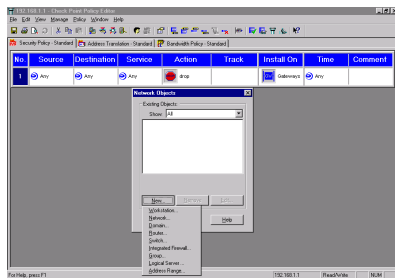 192.168.1.1 - Check Point Policy Editor
File Edit View Manage Policy Window Help
Security Policy - Standard Address Translation - Standard Bandwidth Policy - Standard
No. Source Destination Service Action Track Install On Time Comment
1 Any Any Any drop Gateways Any
Network Objects
Existing Objects:
Show: All
New... Remove Edit...
Workstation...
Network...
Domain...
Router...
Switch...
Integrated Firewall...
Group...
Logical Server...
Address Range...
Help
For Help, press F1 192.168.1.1 Read/Write NUM